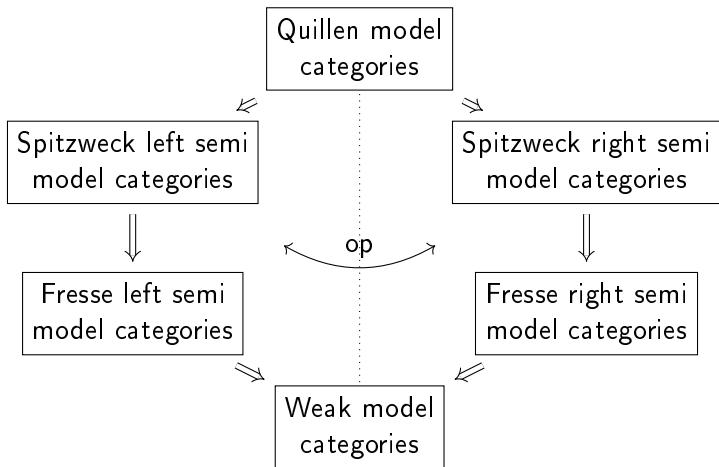 Quillen model
categories
Spitzweck left semi
model categories
Spitzweck right semi
model categories
op
Fresse left semi
model categories
Fresse right semi
model categories
Weak model
categories